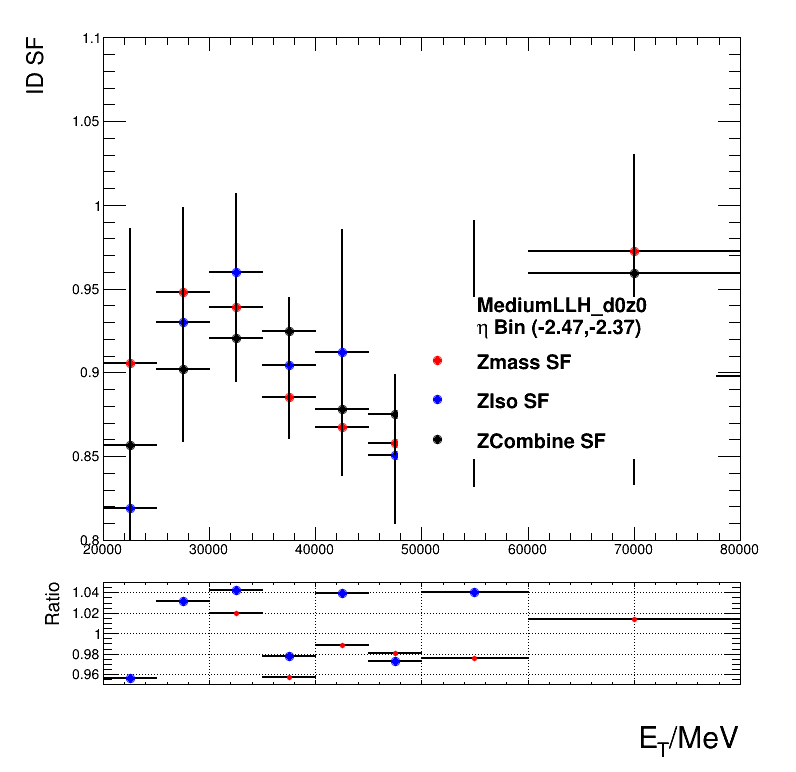 ID SF
1.1
1.05
1
0.95
0.9
0.85
0.8
MediumLLH_d0z0
η Bin (-2.47,-2.37)
Zmass SF
ZIso SF
ZCombine SF
20000 30000 40000 50000 60000 70000 80000
Ratio
1.04
1.02
1
0.98
0.96
E_T/MeV